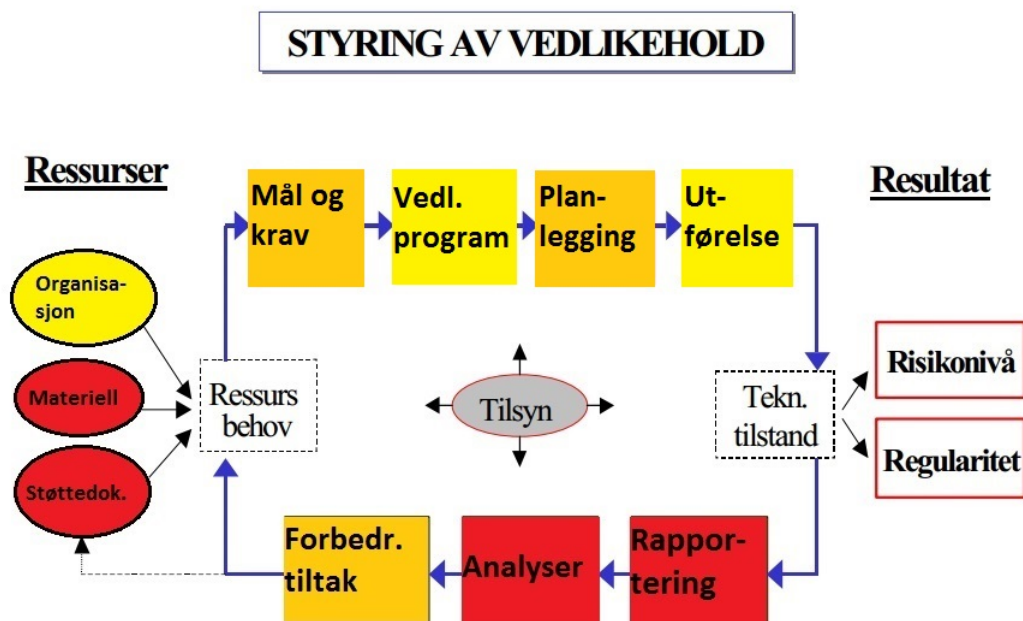 STYRING AV VEDLIKEHOLD
Ressurser
Resultat
Mål og
krav
Vedl.
program
Plan-
legging
Ut-
førelse
Organisa-
sjon
Materiell
Støttedok.
Ressurs
behov
Tilsyn
Tekn.
tilstand
Risikonivå
Regularitet
Forbedr.
tiltak
Analyser
Rappor-
tering